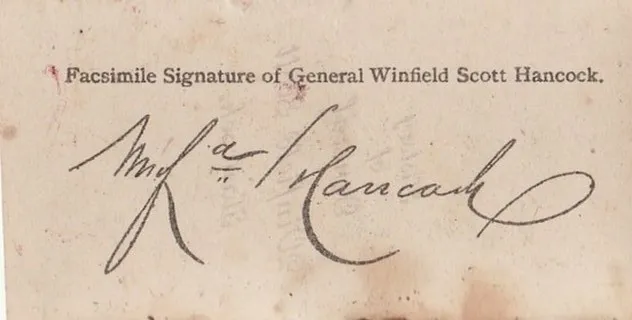 Facsimile Signature of General Winfield Scott Hancock.
Hancock